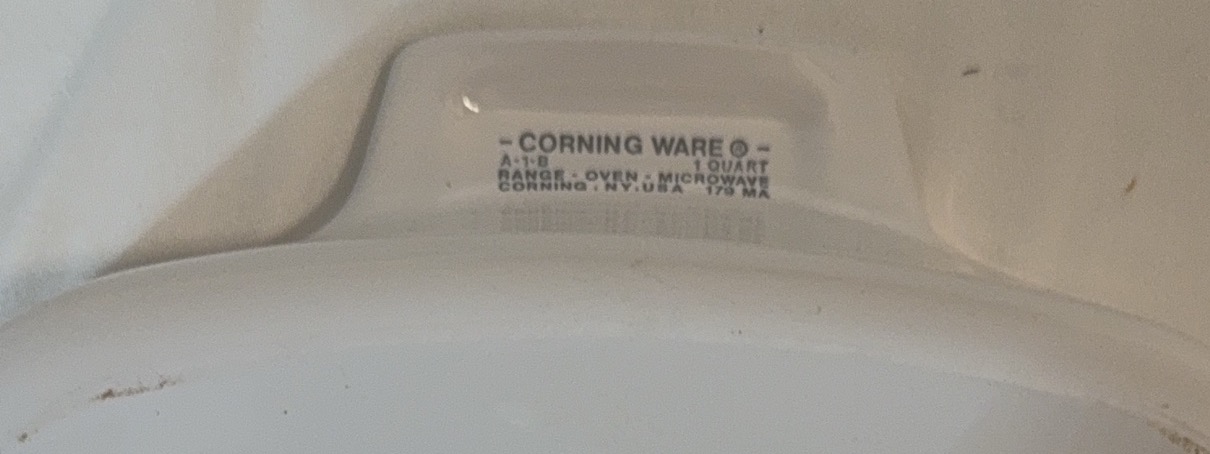 - CORNING WARE ® -
A-1-B 1 QUART
RANGE - OVEN - MICROWAVE
CORNING . NY. USA 179 MA